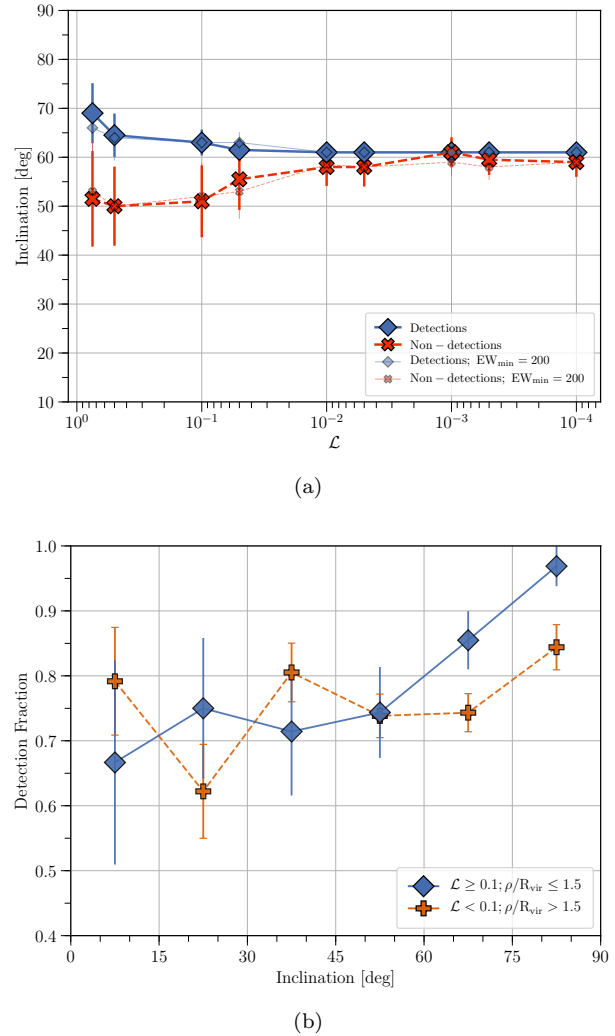 90
80
70
60
50
40
30
20
10
Inclination [deg]
Detections
Non − detections
Detections; EW_min = 200
Non − detections; EW_min = 200
10⁰ 10⁻¹ 10⁻² 10⁻³ 10⁻⁴
ℒ
(a)
1.0
0.9
0.8
0.7
0.6
0.5
0.4
Detection Fraction
ℒ ≥ 0.1; ρ/R_vir ≤ 1.5
ℒ < 0.1; ρ/R_vir > 1.5
0 15 30 45 60 75 90
Inclination [deg]
(b)